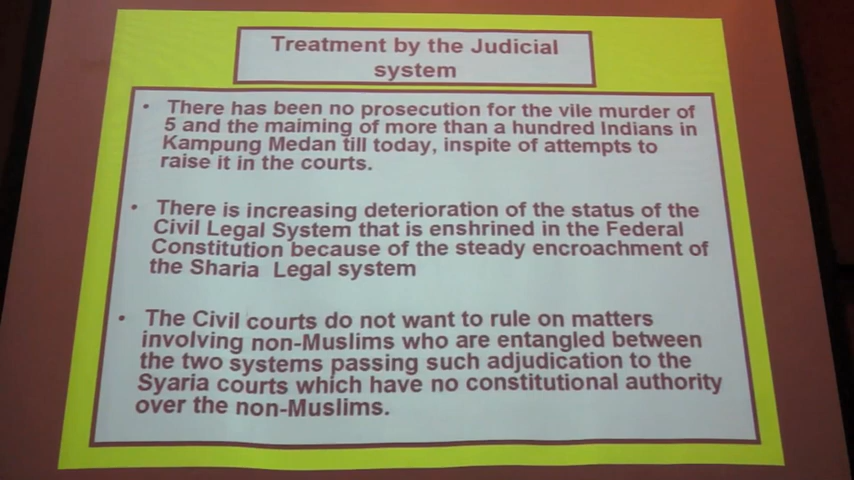 Treatment by the Judicial
system
• There has been no prosecution for the vile murder of
5 and the maiming of more than a hundred Indians in
Kampung Medan till today, inspite of attempts to
raise it in the courts.
• There is increasing deterioration of the status of the
Civil Legal System that is enshrined in the Federal
Constitution because of the steady encroachment of
the Sharia Legal system
• The Civil courts do not want to rule on matters
involving non-Muslims who are entangled between
the two systems passing such adjudication to the
Syaria courts which have no constitutional authority
over the non-Muslims.